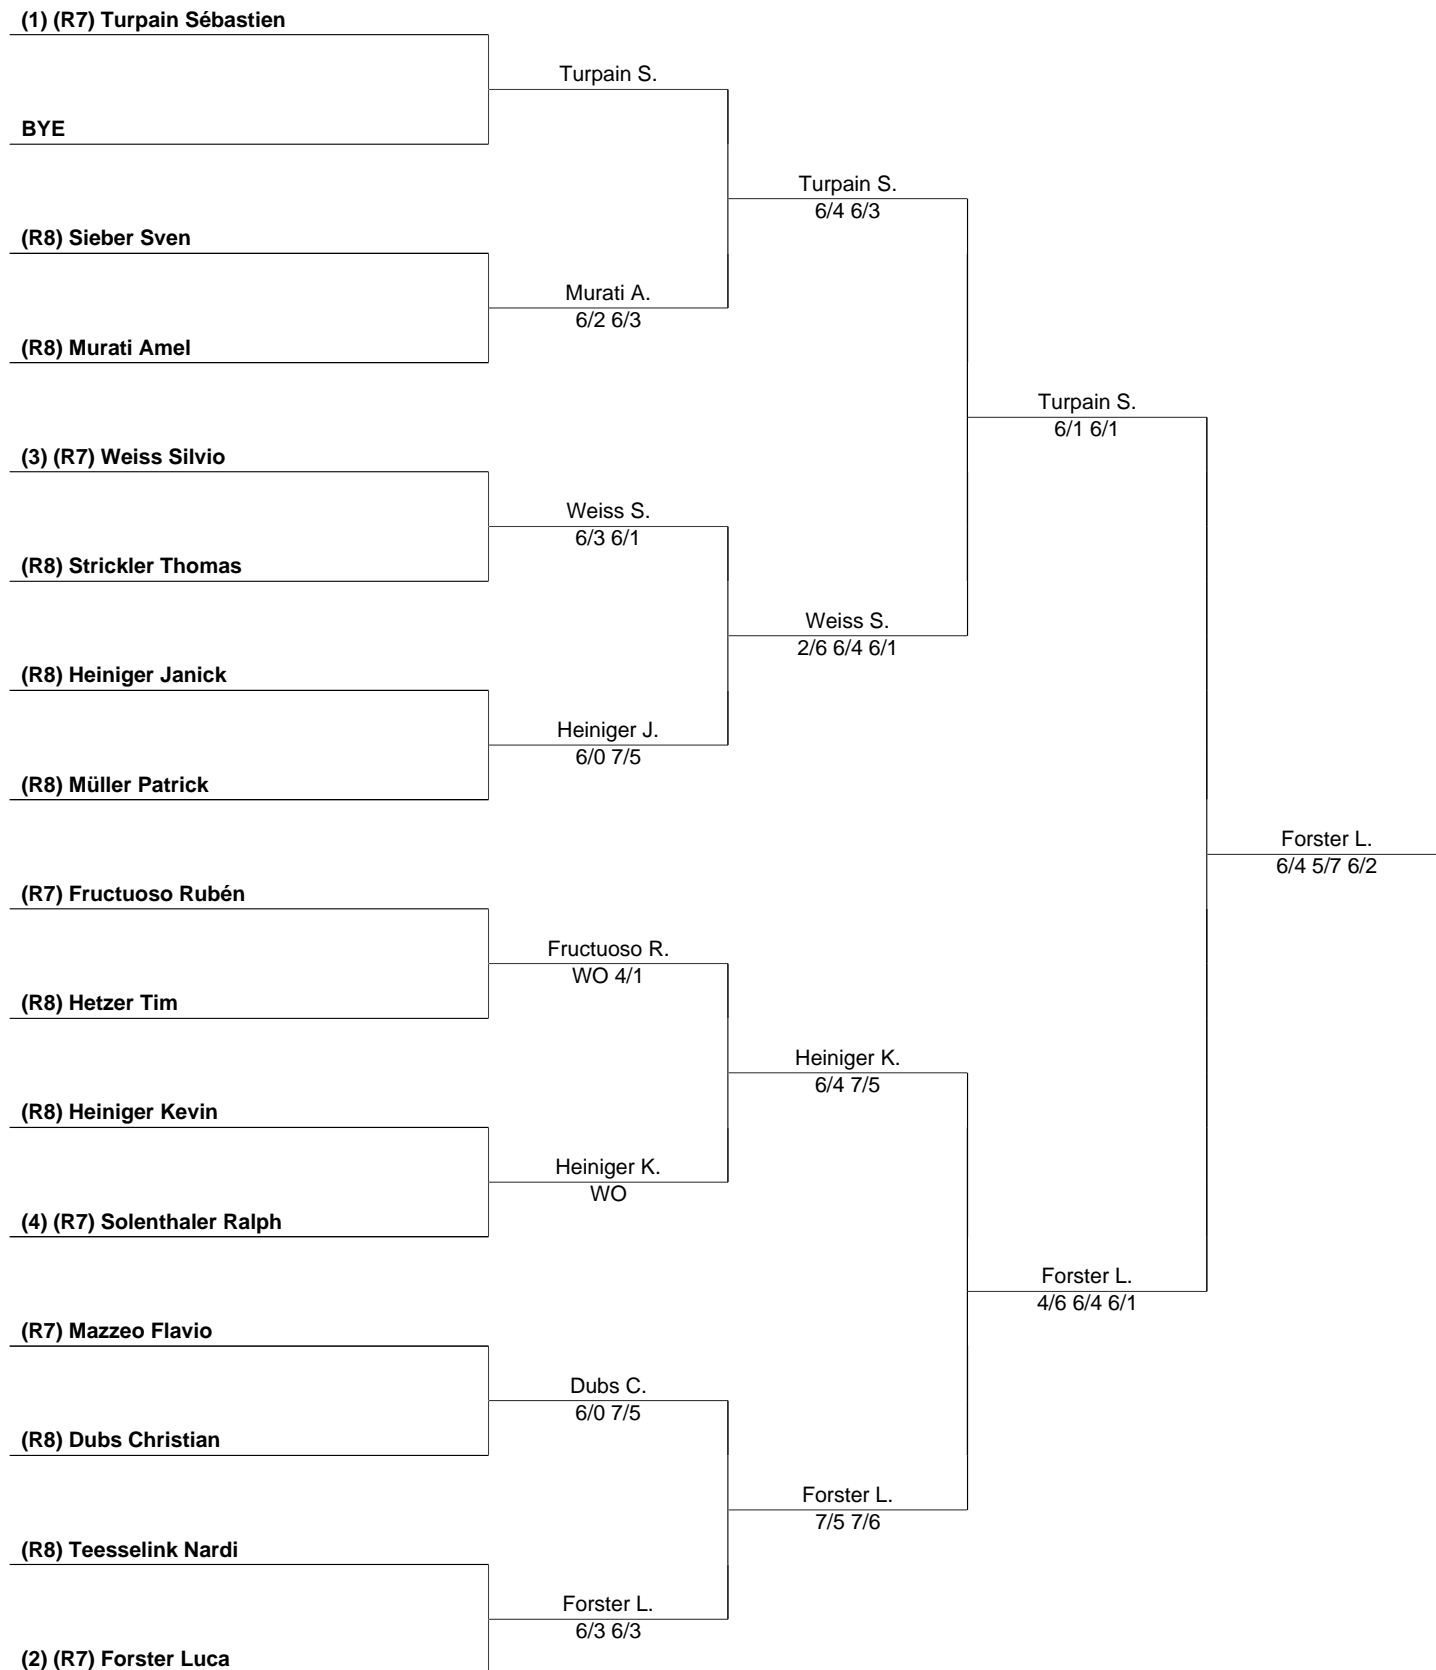 (1) (R7) Turpain Sébastien
Turpain S.
BYE
Turpain S.
6/4 6/3
(R8) Sieber Sven
Murati A.
6/2 6/3
(R8) Murati Amel
Turpain S.
6/1 6/1
(3) (R7) Weiss Silvio
Weiss S.
6/3 6/1
(R8) Strickler Thomas
Weiss S.
2/6 6/4 6/1
(R8) Heiniger Janick
Heiniger J.
6/0 7/5
(R8) Müller Patrick
Forster L.
6/4 5/7 6/2
(R7) Fructuoso Rubén
Fructuoso R.
WO 4/1
(R8) Hetzer Tim
Heiniger K.
6/4 7/5
(R8) Heiniger Kevin
Heiniger K.
WO
(4) (R7) Solenthaler Ralph
Forster L.
4/6 6/4 6/1
(R7) Mazzeo Flavio
Dubs C.
6/0 7/5
(R8) Dubs Christian
Forster L.
7/5 7/6
(R8) Teesselink Nardi
Forster L.
6/3 6/3
(2) (R7) Forster Luca